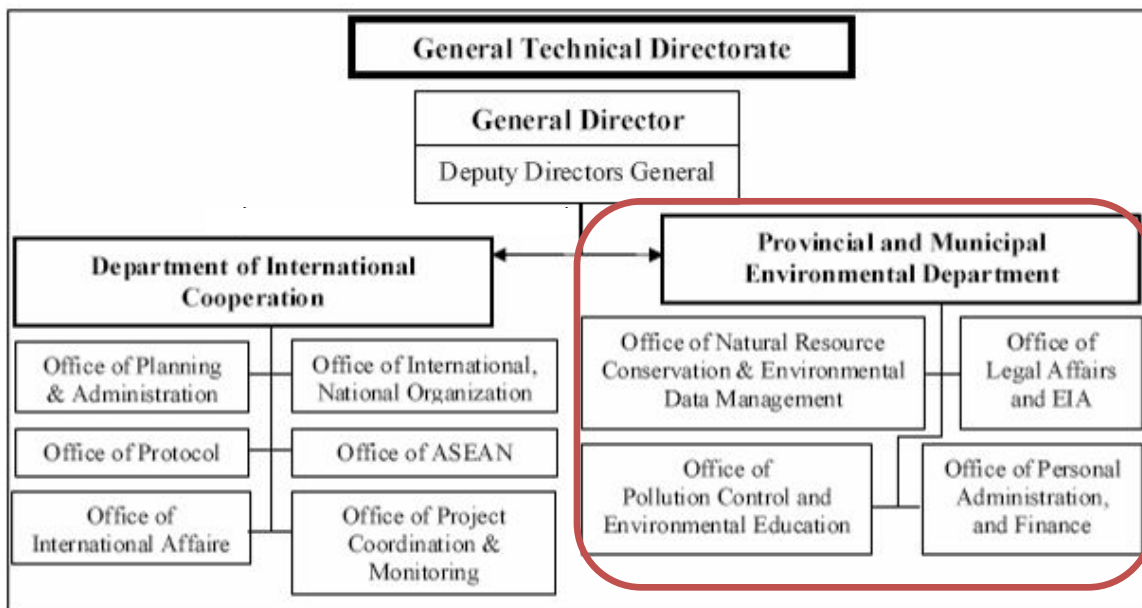 General Technical Directorate
General Director
Deputy Directors General
Department of International
Cooperation
Office of Planning
& Administration
Office of International,
National Organization
Office of Protocol
Office of ASEAN
Office of
International Affaire
Office of Project
Coordination &
Monitoring
Provincial and Municipal
Environmental Department
Office of Natural Resource
Conservation & Environmental
Data Management
Office of
Legal Affairs
and EIA
Office of
Pollution Control and
Environmental Education
Office of Personal
Administration,
and Finance